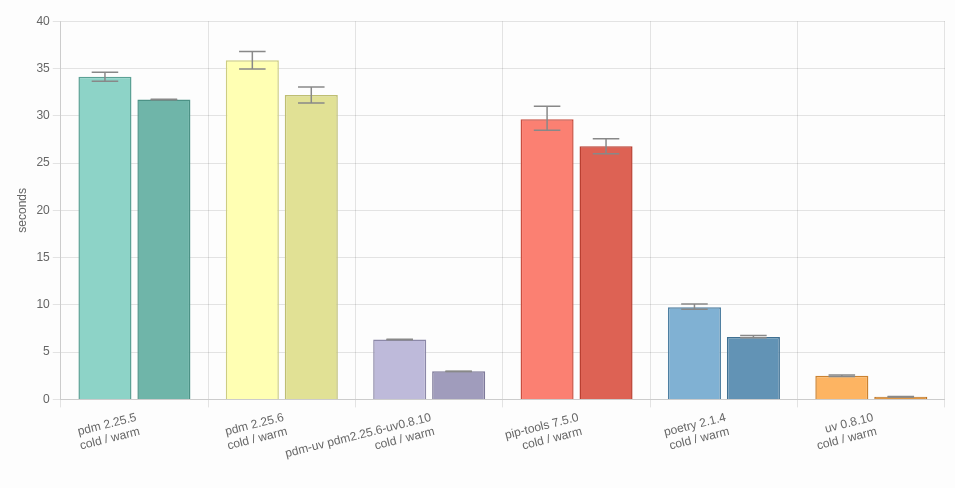 40
35
30
25
20
15
10
5
0
seconds
pdm 2.25.5
cold / warm
pdm 2.25.6
cold / warm
pdm-uv pdm2.25.6-uv0.8.10
cold / warm
pip-tools 7.5.0
cold / warm
poetry 2.1.4
cold / warm
uv 0.8.10
cold / warm